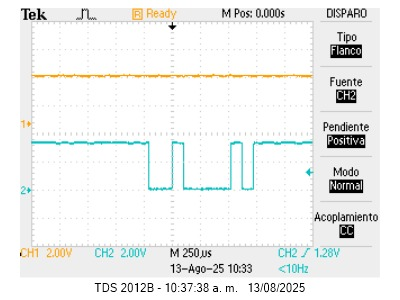 Tek
R Ready
M Pos: 0.000s
DISPARO
Tipo
Flanco
Fuente
CH2
Pendiente
Positiva
Modo
Normal
Acoplamiento
CC
1
2
CH1 2.00V
CH2 2.00V
M 250µs
CH2 / 1.28V
13-Ago-25 10:33
<10Hz
TDS 2012B - 10:37:38 a. m. 13/08/2025